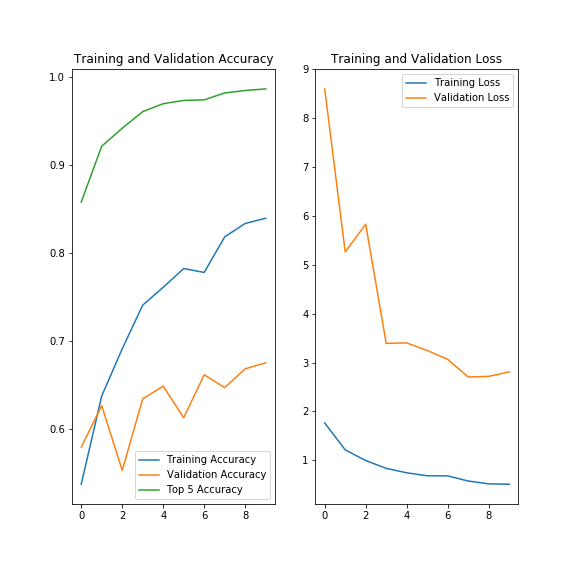 Training and Validation Accuracy
1.0
0.9
0.8
0.7
0.6
0 2 4 6 8
Training Accuracy
Validation Accuracy
Top 5 Accuracy
Training and Validation Loss
9
8
7
6
5
4
3
2
1
0 2 4 6 8
Training Loss
Validation Loss